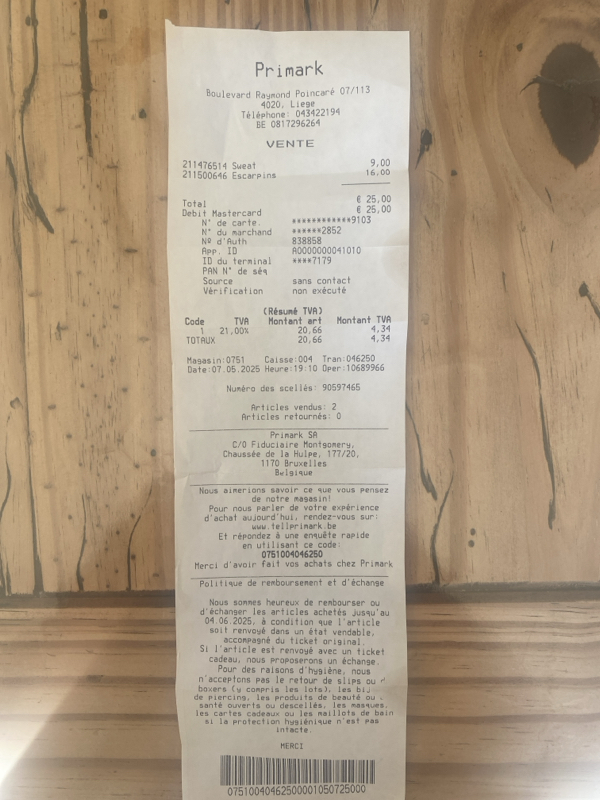 Primark
Boulevard Raymond Poincaré 07/113
4020, Liege
Téléphone: 043422194
BE 0817296264
VENTE
211476514 Sweat 9,00
211500646 Escarpins 16,00
Total € 25,00
Debit Mastercard € 25,00
N° de carte. ************9103
N° du marchand ******2852
Nº d'Auth 838858
App. ID A0000000041010
ID du terminal ****7179
PAN N° de séq
Source sans contact
Vérification non exécuté
(Résumé TVA)
Code TVA Montant art Montant TVA
1 21,00% 20,66 4,34
TOTAUX 20,66 4,34
Magasin:0751 Caisse:004 Tran:046250
Date:07.05.2025 Heure:19:10 Oper:10689966
Numéro des scellés: 90597465
Articles vendus: 2
Articles retournés: 0
Primark SA
C/O Fiduciaire Montgomery,
Chaussée de la Hulpe, 177/20,
1170 Bruxelles
Belgique
Nous aimerions savoir ce que vous pensez
de notre magasin!
Pour nous parler de votre expérience
d'achat aujourd'hui, rendez-vous sur:
www.tellprimark.be
Et répondez à une enquête rapide
en utilisant ce code:
0751004046250
Merci d'avoir fait vos achats chez Primark
Politique de remboursement et d'échange
Nous sommes heureux de rembourser ou
d'échanger les articles achetés jusqu'au
04.06.2025, à condition que l'article
soit renvoyé dans un état vendable,
accompagné du ticket original.
Si l'article est renvoyé avec un ticket
cadeau, nous proposerons un échange.
Pour des raisons d'hygiène, nous
n'acceptons pas le retour de slips ou
boxers (y compris les lots), les
de piercing, les produits de beauté ou
santé ouverts ou descellés, les masques,
les cartes cadeaux ou les maillots de bain
si la protection hygiénique n'est pas
intacte.
MERCI
07510040462500001050725000